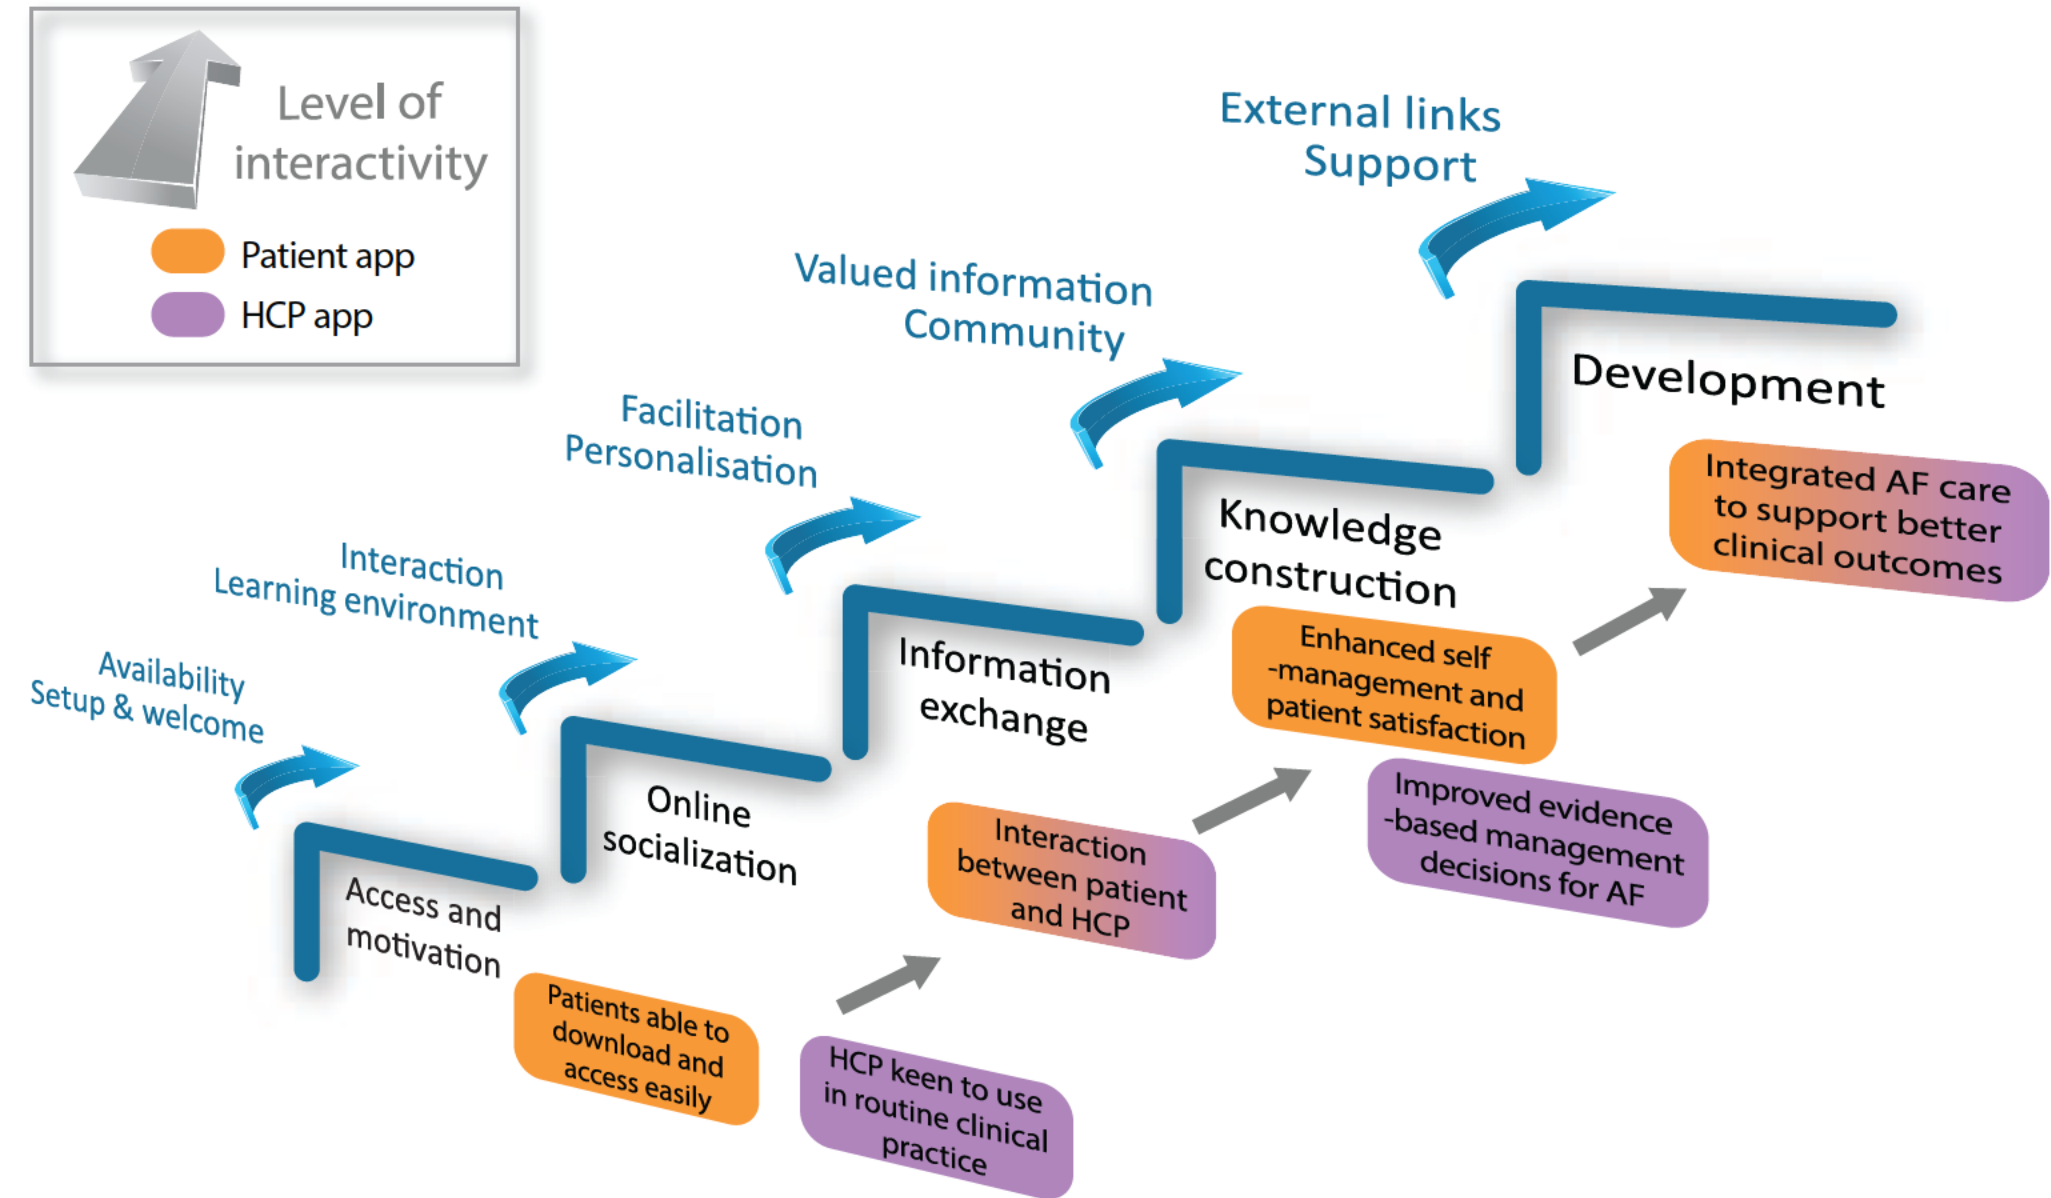 Level of
interactivity
Patient app
HCP app
Availability
Setup & welcome
Access and
motivation
Interaction
Learning environment
Online
socialization
Facilitation
Personalisation
Information
exchange
Valued information
Community
Knowledge
construction
External links
Support
Development
Patients able to
download and
access easily
HCP keen to use
in routine clinical
practice
Interaction
between patient
and HCP
Enhanced self
-management and
patient satisfaction
Improved evidence
-based management
decisions for AF
Integrated AF care
to support better
clinical outcomes